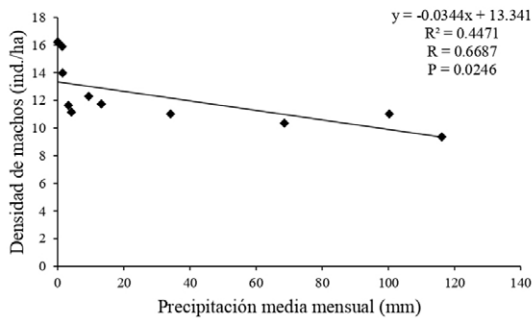 y = -0.0344x + 13.341
R² = 0.4471
R = 0.6687
P = 0.0246
18
16
14
12
10
8
6
4
2
0
0 20 40 60 80 100 120 140
Densidad de machos (ind./ha)
Precipitación media mensual (mm)